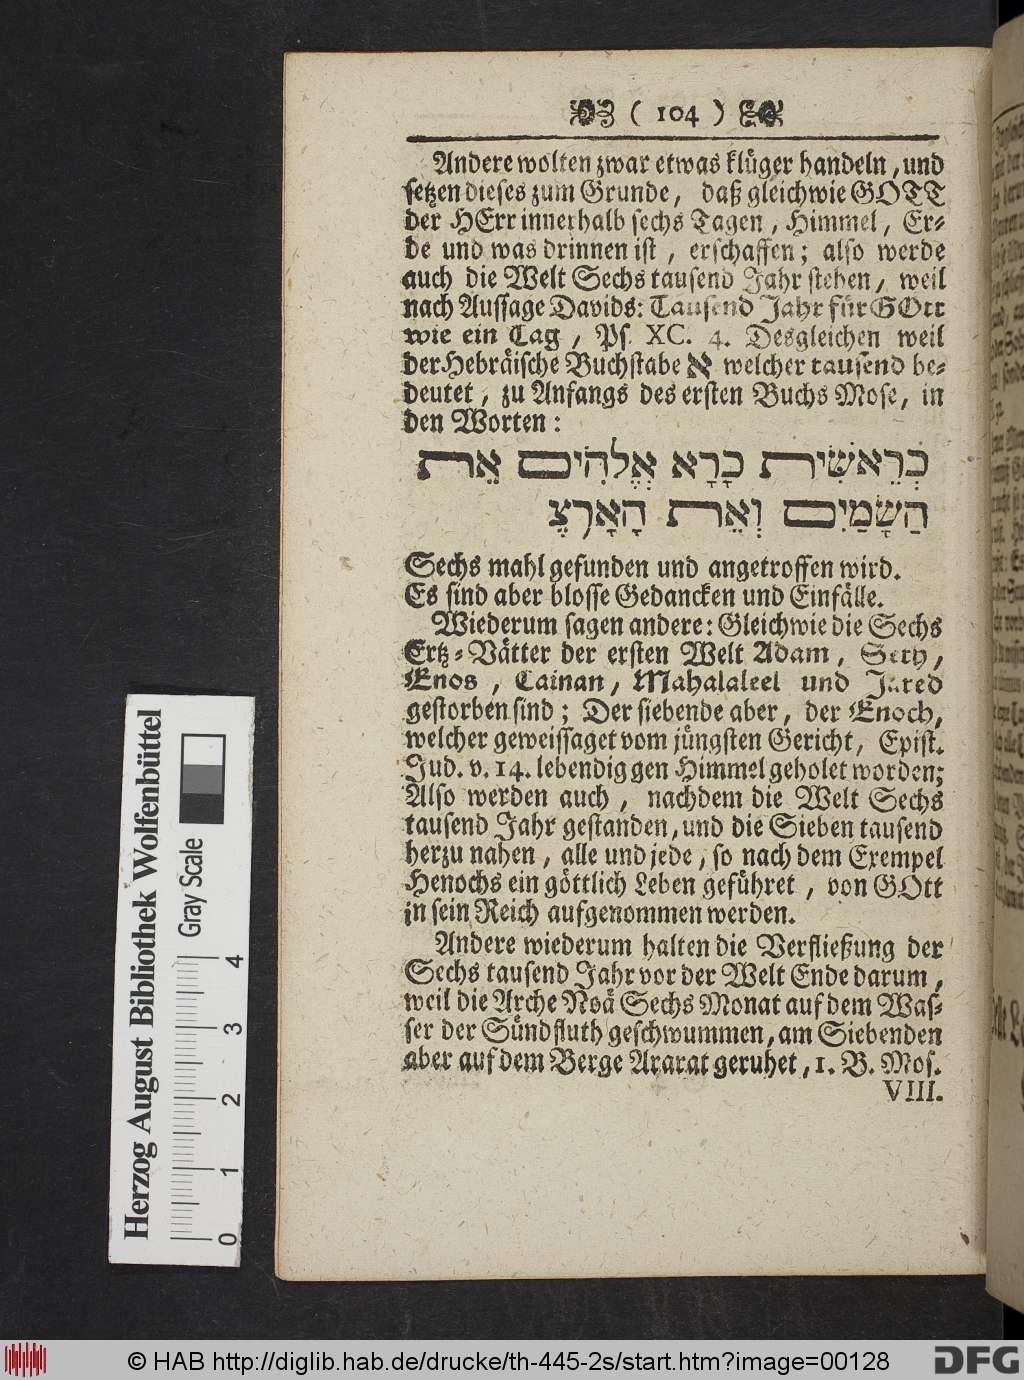 ( 104 )
Andere wolten zwar etwas klüger handeln, und
setzen dieses zum Grunde, daß gleichwie GOTT
der HErr innerhalb sechs Tagen, Himmel, Er-
de und was drinnen ist, erschaffen; also werde
auch die Welt Sechs tausend Jahr stehen, weil
nach Aussage Davids: Tausend Jahr für GOtt
wie ein Tag, Ps. XC. 4. Desgleichen weil
der Hebräische Buchstabe א welcher tausend be-
deutet, zu Anfangs des ersten Buchs Mose, in
den Worten:
בְּרֵאשִׁית בָּרָא אֱלֹהִים אֵת
הַשָּׁמַיִם וְאֵת הָאָרֶץ
Sechs mahl gefunden und angetroffen wird.
Es sind aber blosse Gedancken und Einfälle.
Wiederum sagen andere: Gleichwie die Sechs
Ertz-Vätter der ersten Welt Adam, Seth,
Enos, Cainan, Mahalaleel und Jared
gestorben sind; Der siebende aber, der Enoch,
welcher geweissaget vom jüngsten Gericht, Epist.
Jud. v. 14. lebendig gen Himmel geholet worden;
Also werden auch, nachdem die Welt Sechs
tausend Jahr gestanden, und die Sieben tausend
herzu nahen, alle und jede, so nach dem Exempel
Henochs ein göttlich Leben geführet, von GOtt
in sein Reich aufgenommen werden.
Andere wiederum halten die Verfließung der
Sechs tausend Jahr vor der Welt Ende darum,
weil die Arche Noä Sechs Monat auf dem Was-
ser der Sündfluth geschwummen, am Siebenden
aber auf dem Berge Ararat geruhet, 1. B. Mos.
VIII.
Herzog August Bibliothek Wolfenbüttel
Gray Scale
0 1 2 3 4
© HAB http://diglib.hab.de/drucke/th-445-2s/start.htm?image=00128
DFG